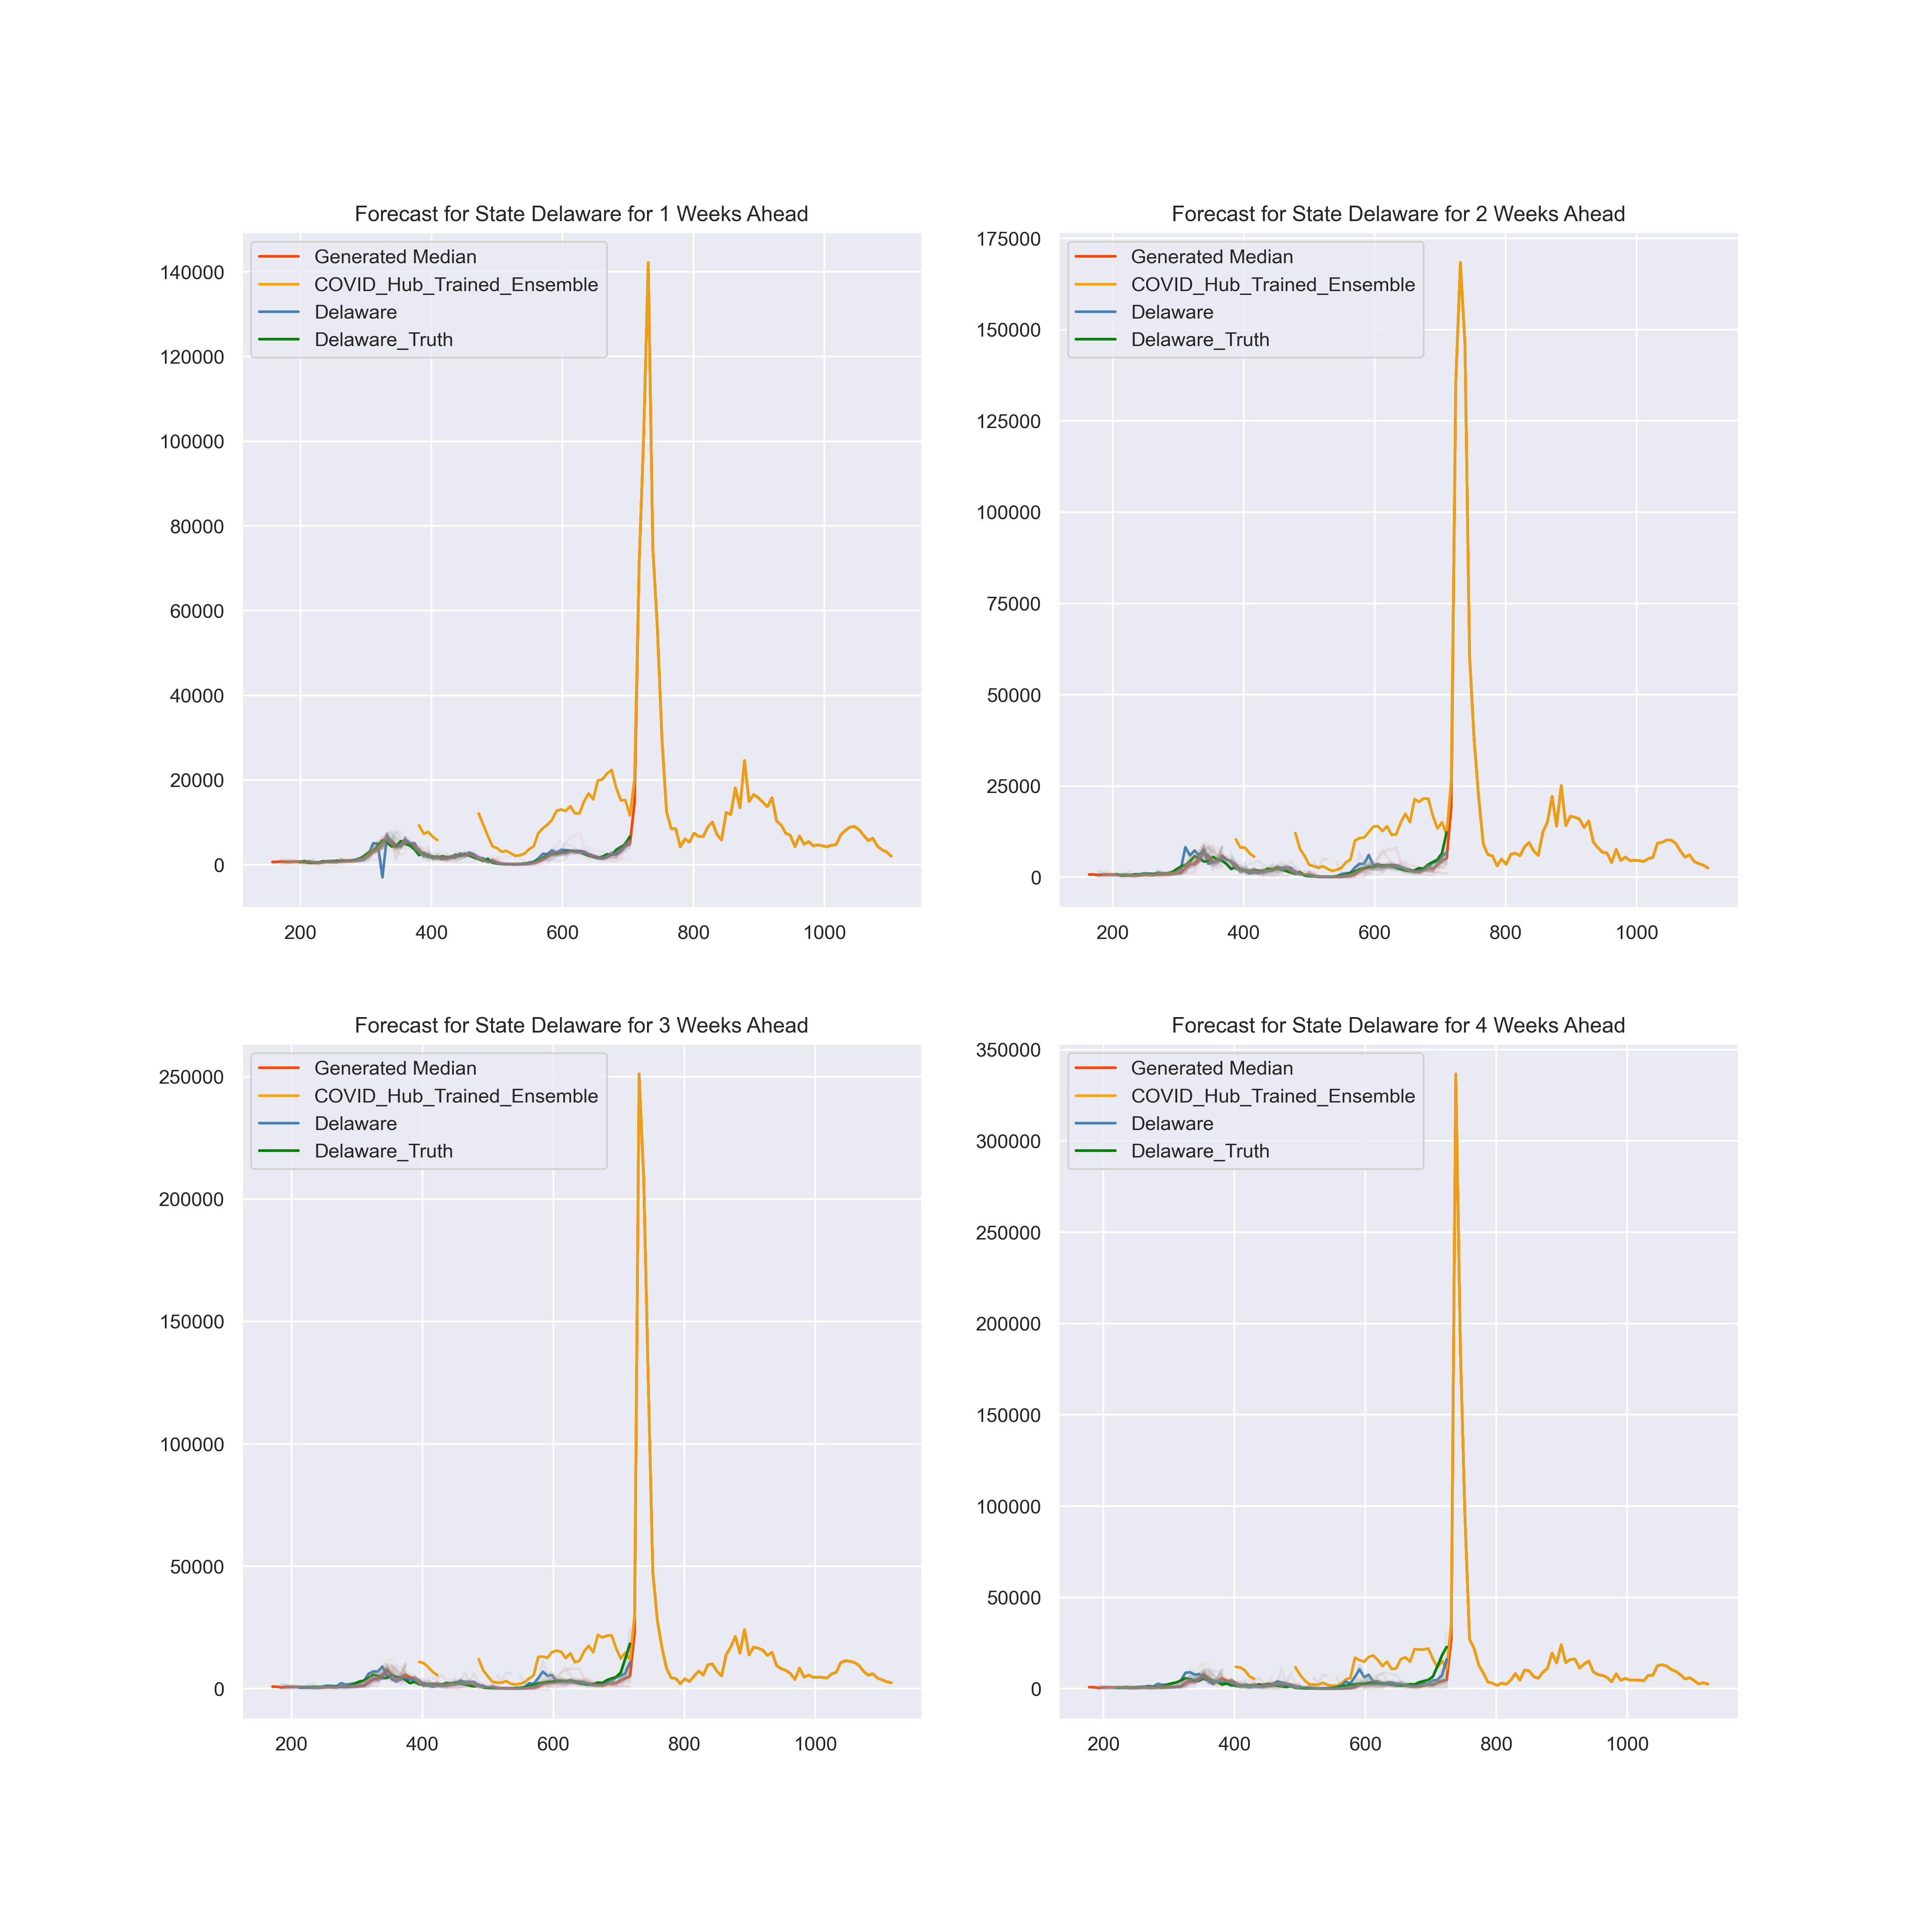 Forecast for State Delaware for 1 Weeks Ahead
Generated Median
COVID_Hub_Trained_Ensemble
Delaware
Delaware_Truth
140000
120000
100000
80000
60000
40000
20000
0
200 400 600 800 1000
Forecast for State Delaware for 2 Weeks Ahead
Generated Median
COVID_Hub_Trained_Ensemble
Delaware
Delaware_Truth
175000
150000
125000
100000
75000
50000
25000
0
200 400 600 800 1000
Forecast for State Delaware for 3 Weeks Ahead
Generated Median
COVID_Hub_Trained_Ensemble
Delaware
Delaware_Truth
250000
200000
150000
100000
50000
0
200 400 600 800 1000
Forecast for State Delaware for 4 Weeks Ahead
Generated Median
COVID_Hub_Trained_Ensemble
Delaware
Delaware_Truth
350000
300000
250000
200000
150000
100000
50000
0
200 400 600 800 1000